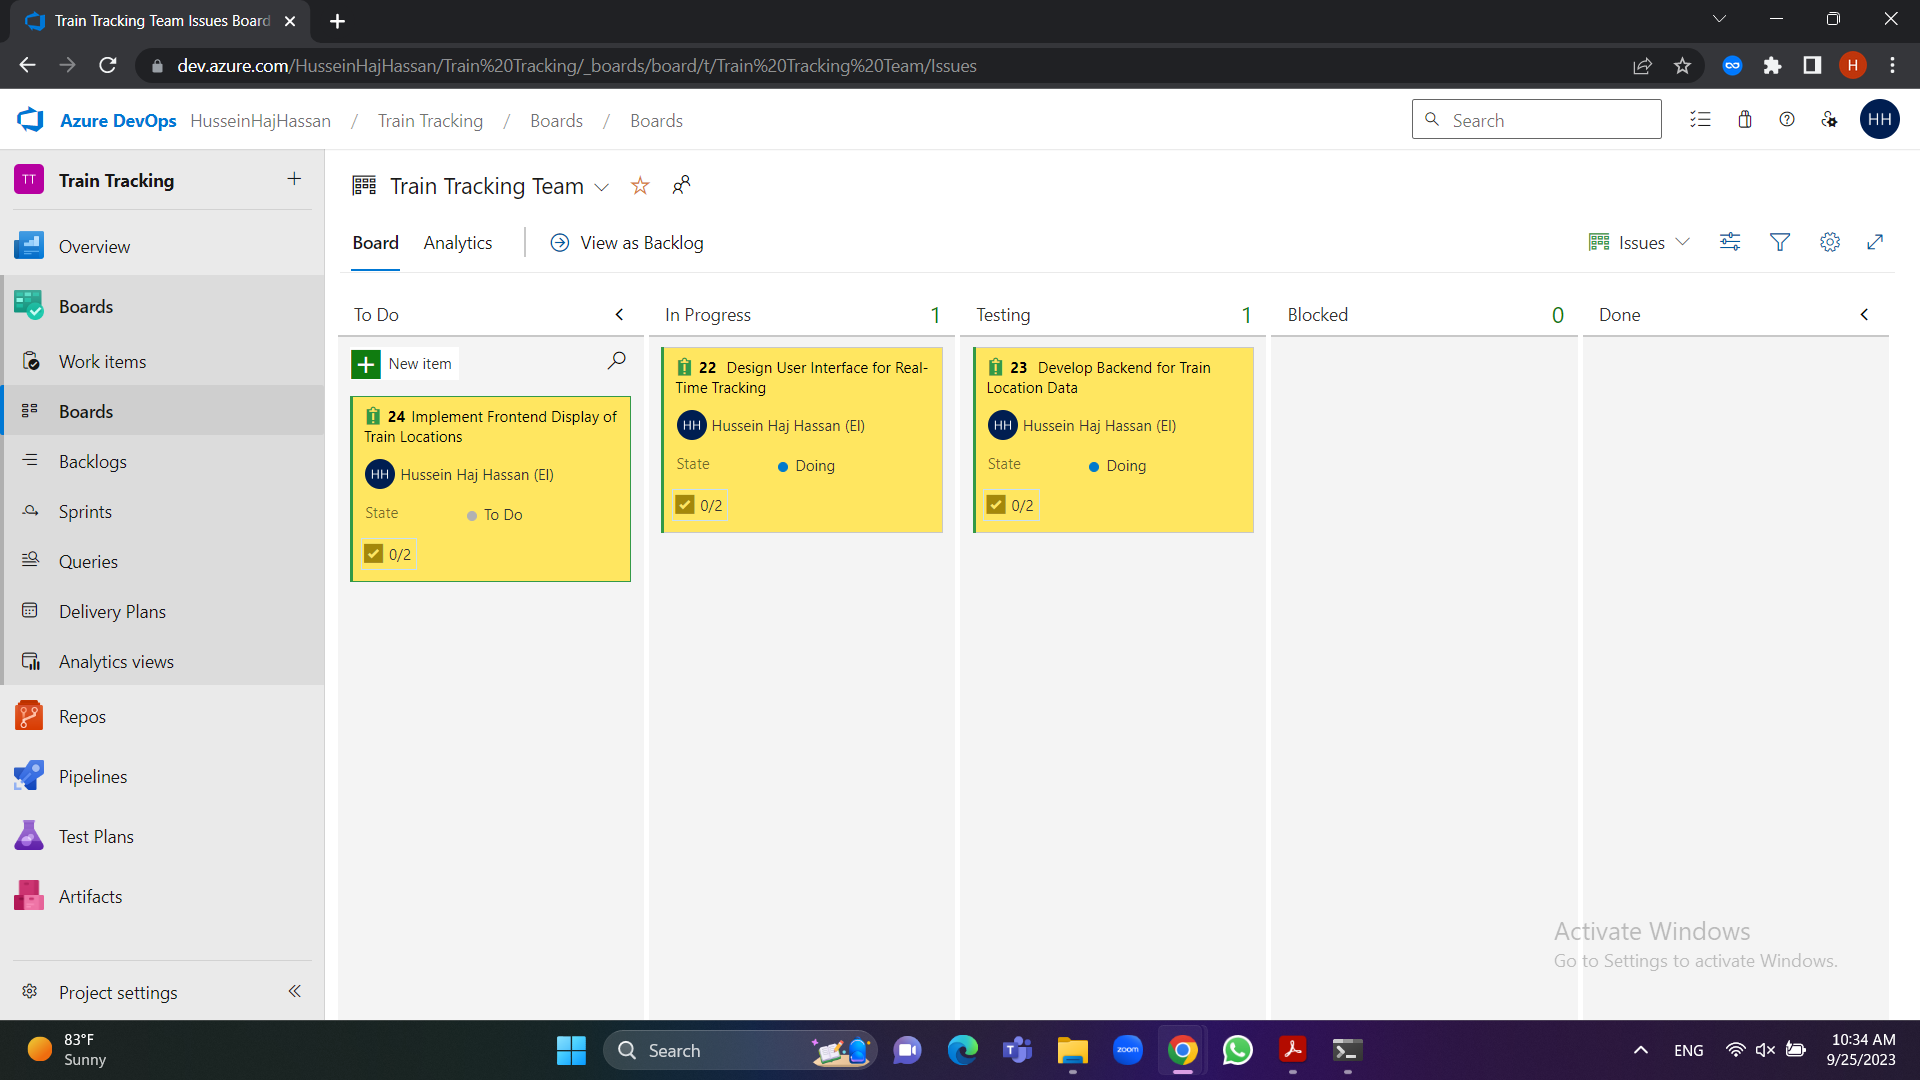 Train Tracking Team Issues Board
dev.azure.com/HusseinHajHassan/Train%20Tracking/_boards/board/t/Train%20Tracking%20Team/Issues
H
Azure DevOps HusseinHajHassan / Train Tracking / Boards / Boards
Search
HH
TT Train Tracking
Overview
Boards
Work items
Boards
Backlogs
Sprints
Queries
Delivery Plans
Analytics views
Repos
Pipelines
Test Plans
Artifacts
Project settings
Train Tracking Team
Board Analytics View as Backlog
Issues
To Do
New item
24 Implement Frontend Display of
Train Locations
HH Hussein Haj Hassan (EI)
State To Do
0/2
In Progress 1
22 Design User Interface for Real-
Time Tracking
HH Hussein Haj Hassan (EI)
State Doing
0/2
Testing 1
23 Develop Backend for Train
Location Data
HH Hussein Haj Hassan (EI)
State Doing
0/2
Blocked 0
Done
Activate Windows
Go to Settings to activate Windows.
83°F
Sunny
Search
zoom
ENG
10:34 AM
9/25/2023